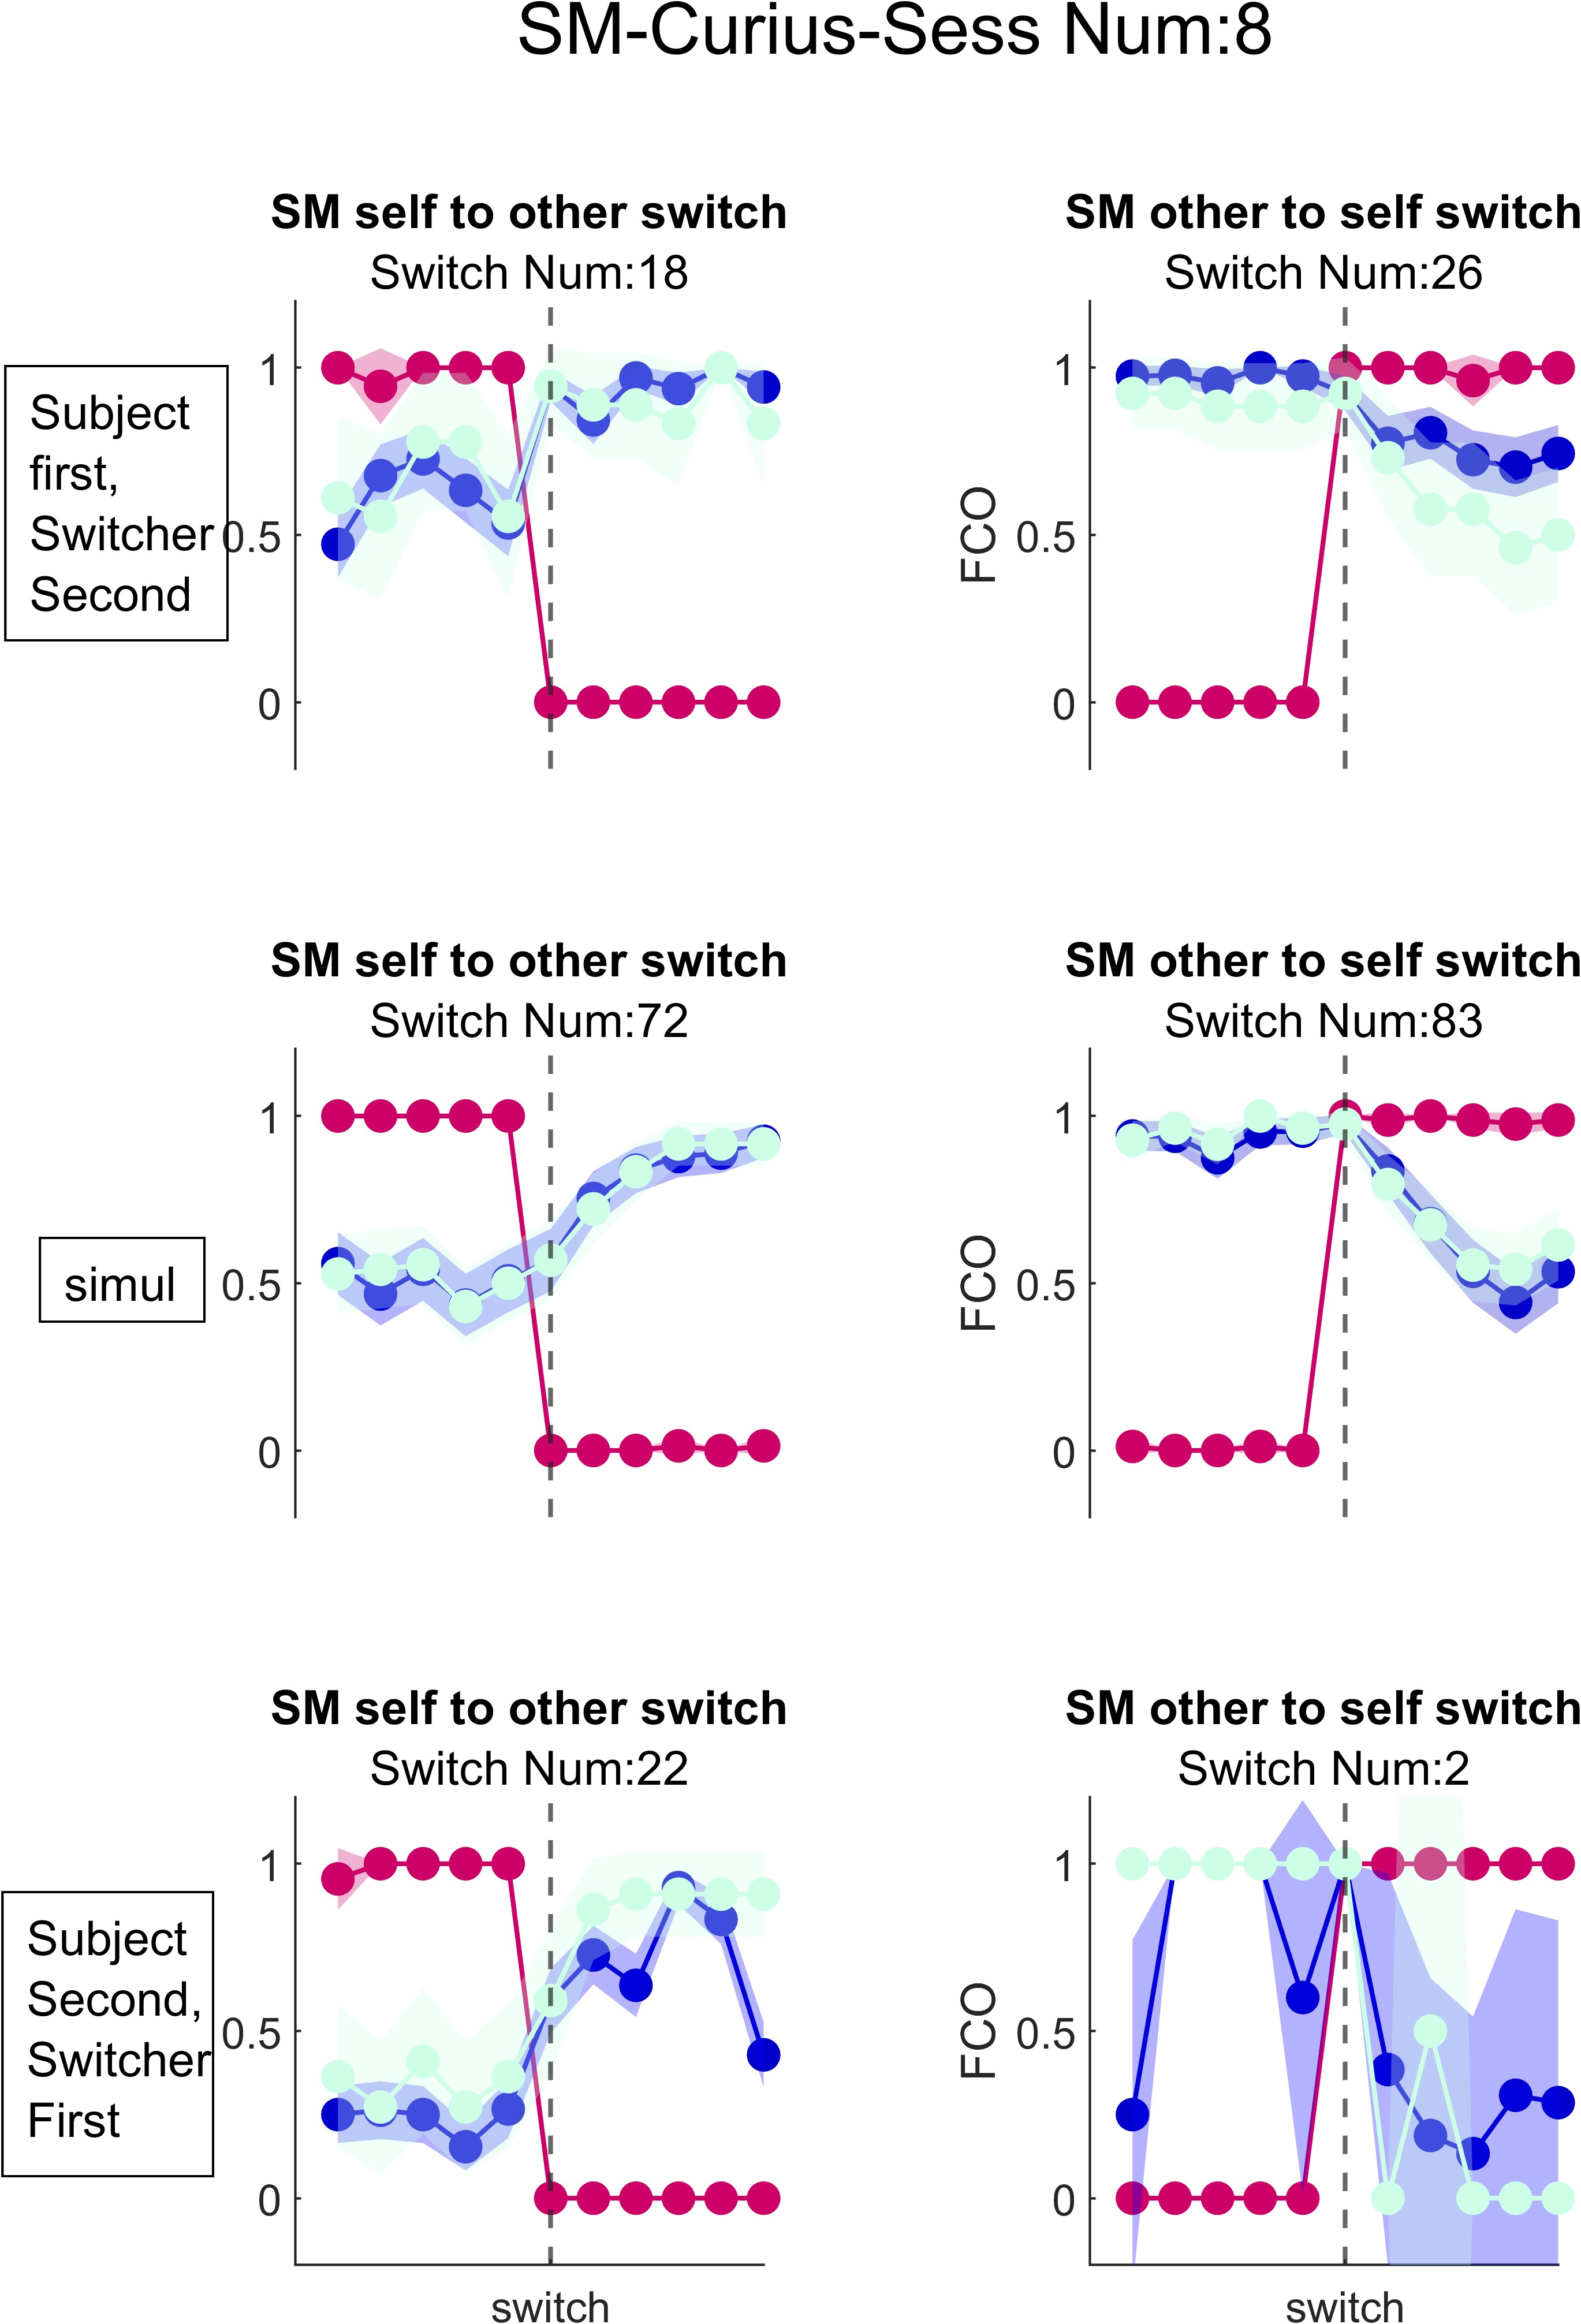 SM-Curius-Sess Num:8
SM self to other switch
Switch Num:18
SM other to self switch
Switch Num:26
Subject
first,
Switcher
Second
1
0.5
0
FCO
1
0.5
0
SM self to other switch
Switch Num:72
SM other to self switch
Switch Num:83
simul
1
0.5
0
FCO
1
0.5
0
SM self to other switch
Switch Num:22
SM other to self switch
Switch Num:2
Subject
Second,
Switcher
First
1
0.5
0
switch
FCO
1
0.5
0
switch